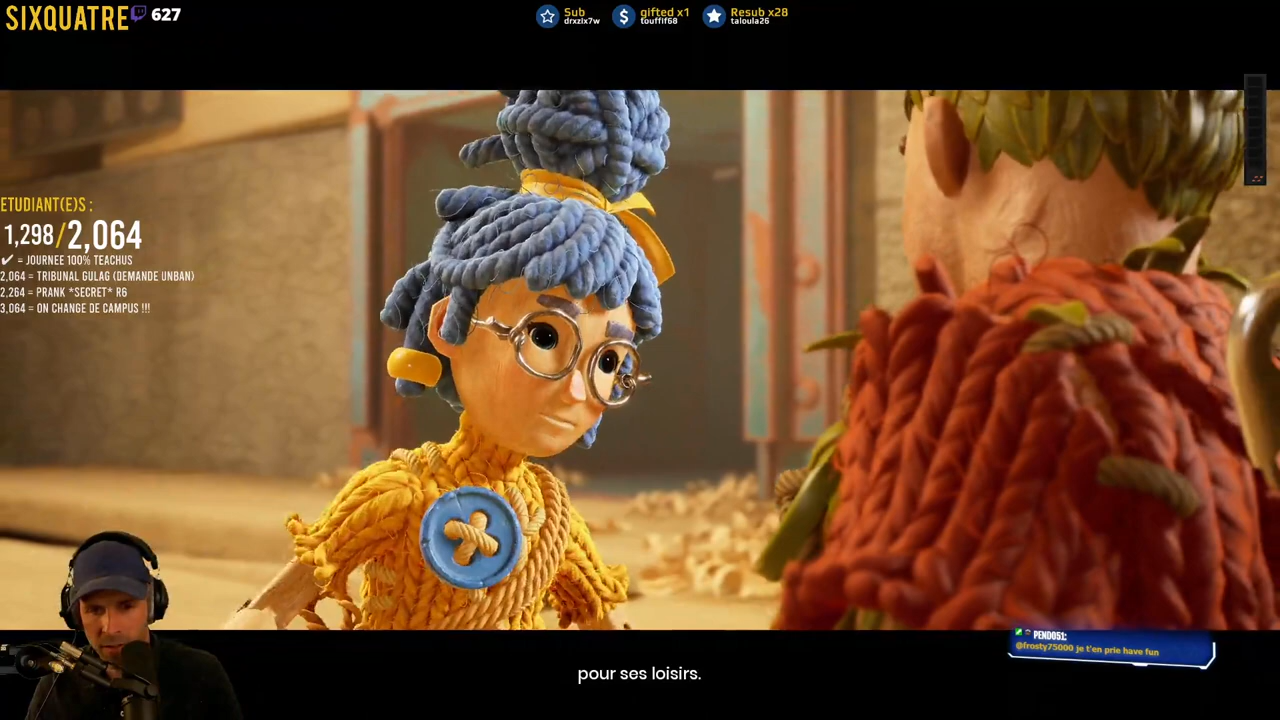 SIXQUATRE 627
Sub
drxzix7w
gifted x1
touffif68
Resub x28
taloula26
ETUDIANT(E)S :
1,298/2,064
✔ = JOURNEE 100% TEACHUS
2,064 = TRIBUNAL GULAG (DEMANDE UNBAN)
2,264 = PRANK *SECRET* R6
3,064 = ON CHANGE DE CAMPUS !!!
PENDO51:
@frosty75000 je t'en prie have fun
pour ses loisirs.